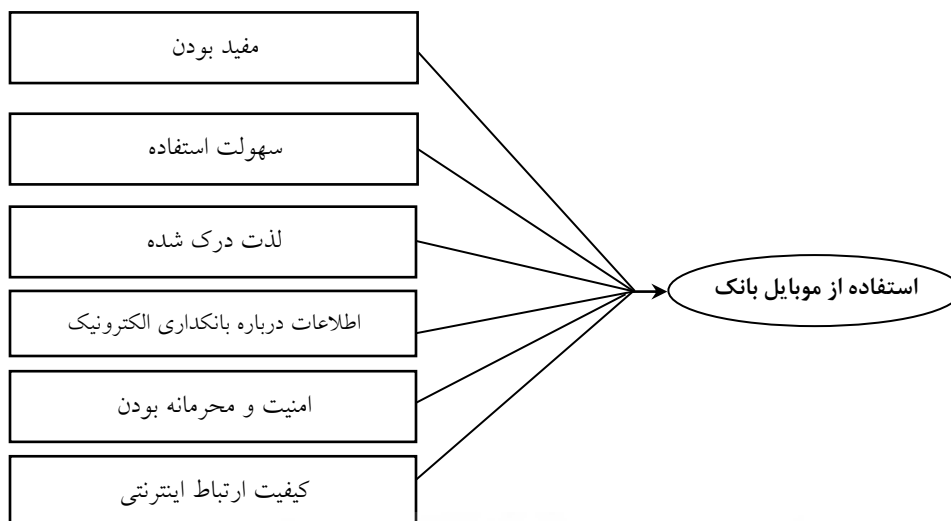 مفید بودن
سهولت استفاده
لذت درک شده
اطلاعات درباره بانکداری الکترونیک
امنیت و محرمانه بودن
کیفیت ارتباط اینترنتی
استفاده از موبایل بانک